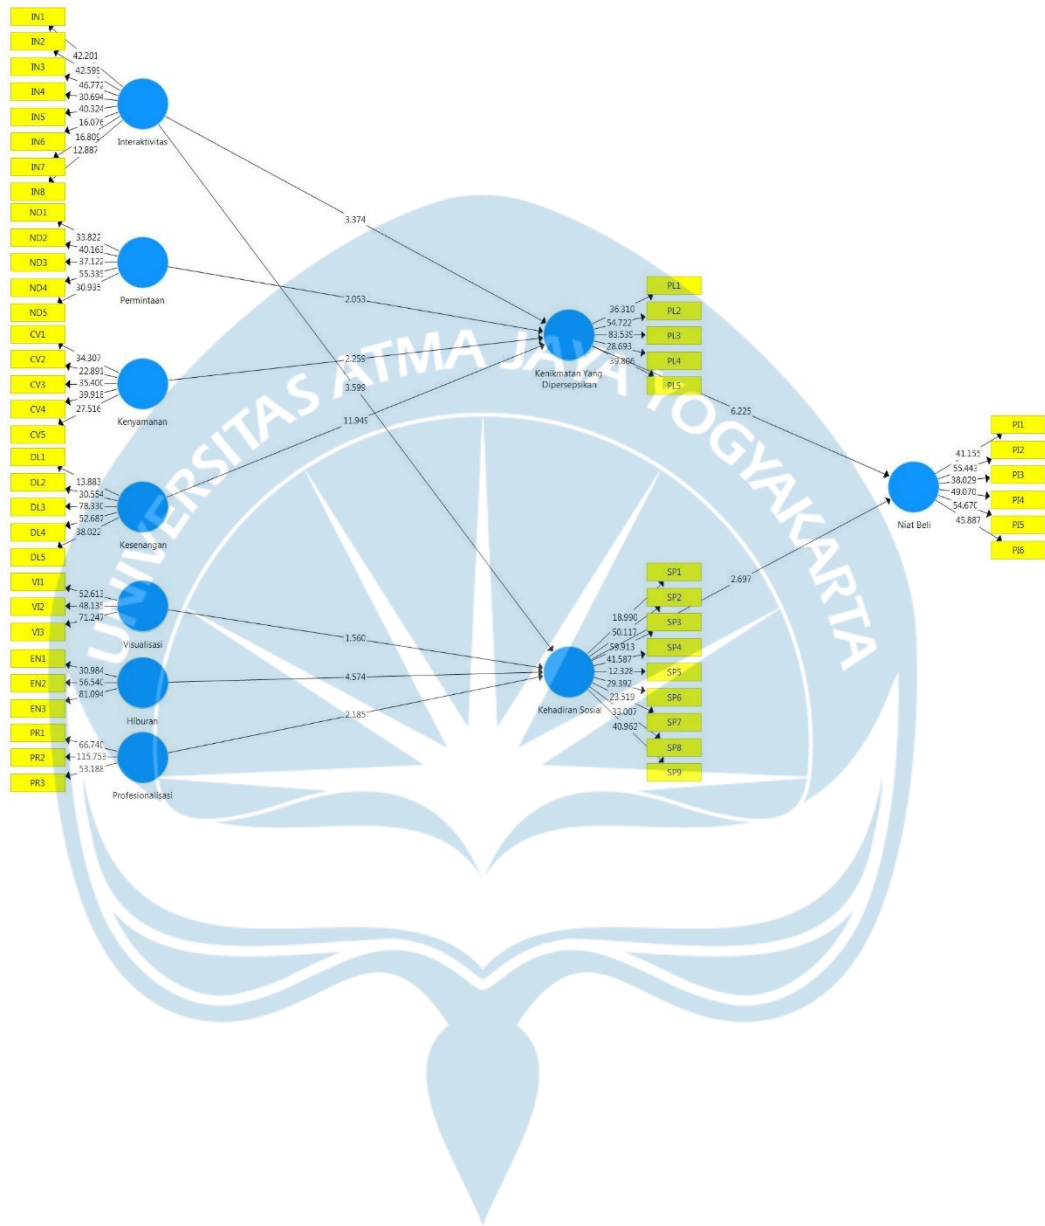 IN1
IN2
IN3
IN4
IN5
IN6
IN7
IN8
42.201
42.599
46.772
30.694
40.324
16.076
16.809
12.887
Interaktivitas
ND1
ND2
ND3
ND4
ND5
33.822
40.163
37.122
55.335
30.935
Permintaan
CV1
CV2
CV3
CV4
CV5
34.307
22.891
35.400
39.918
27.516
Kenyamanan
DL1
DL2
DL3
DL4
DL5
13.883
30.554
78.330
52.687
38.022
Kesenangan
VI1
VI2
VI3
52.613
48.135
71.247
Visualisasi
EN1
EN2
EN3
30.984
56.540
81.094
Hiburan
PR1
PR2
PR3
66.740
115.753
53.188
Profesionalisasi
3.374
2.053
2.259
3.599
11.949
1.560
4.574
2.185
Kenikmatan Yang
Dipersepsikan
36.310
54.722
83.539
28.693
39.806
PL1
PL2
PL3
PL4
PL5
6.225
2.697
Kehadiran Sosial
18.990
50.117
59.913
41.587
12.328
29.392
23.519
33.007
40.962
SP1
SP2
SP3
SP4
SP5
SP6
SP7
SP8
SP9
Niat Beli
41.155
55.443
38.029
49.070
54.670
45.887
PI1
PI2
PI3
PI4
PI5
PI6
UNIVERSITAS ATMA JAYA YOGYAKARTA